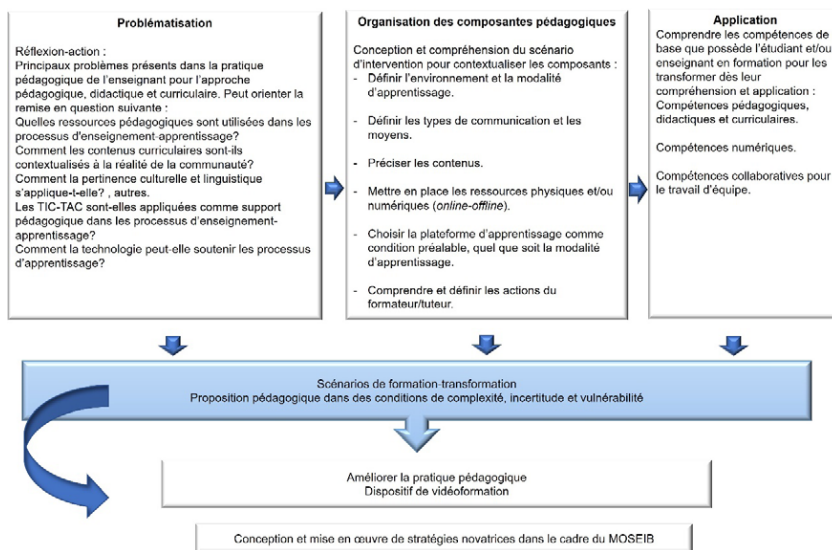 Problématisation
Réflexion-action :
Principaux problèmes présents dans la pratique
pédagogique de l'enseignant pour l'approche
pédagogique, didactique et curriculaire. Peut orienter la
remise en question suivante :
Quelles ressources pédagogiques sont utilisées dans les
processus d'enseignement-apprentissage?
Comment les contenus curriculaires sont-ils
contextualisés à la réalité de la communauté?
Comment la pertinence culturelle et linguistique
s'applique-t-elle? , autres.
Les TIC-TAC sont-elles appliquées comme support
pédagogique dans les processus d'enseignement-
apprentissage?
Comment la technologie peut-elle soutenir les processus
d'apprentissage?
Organisation des composantes pédagogiques
Conception et compréhension du scénario
d'intervention pour contextualiser les composants :
- Définir l'environnement et la modalité
d'apprentissage.
- Définir les types de communication et les
moyens.
- Préciser les contenus.
- Mettre en place les ressources physiques et/ou
numériques (online-offline).
- Choisir la plateforme d'apprentissage comme
condition préalable, quel que soit la modalité
d'apprentissage.
- Comprendre et définir les actions du
formateur/tuteur.
Application
Comprendre les compétences de
base que possède l'étudiant et/ou
enseignant en formation pour les
transformer dès leur
compréhension et application :
Compétences pédagogiques,
didactiques et curriculaires.
Compétences numériques.
Compétences collaboratives pour
le travail d'équipe.
Scénarios de formation-transformation
Proposition pédagogique dans des conditions de complexité, incertitude et vulnérabilité
Améliorer la pratique pédagogique
Dispositif de vidéoformation
Conception et mise en œuvre de stratégies novatrices dans le cadre du MOSEIB